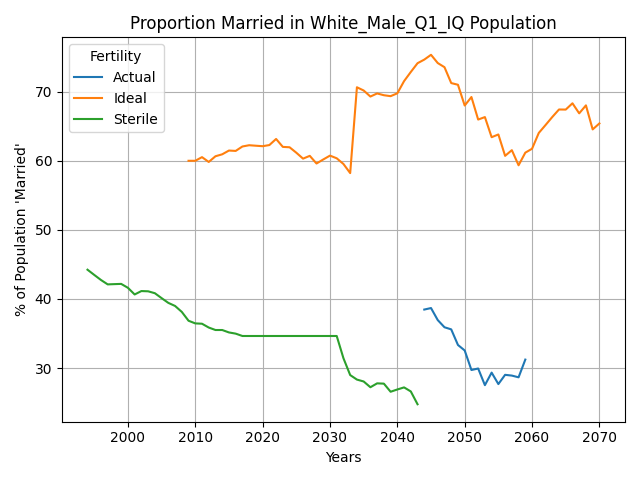 Proportion Married in White_Male_Q1_IQ Population
Fertility
Actual
Ideal
Sterile
% of Population 'Married'
70
60
50
40
30
2000
2010
2020
2030
2040
2050
2060
2070
Years